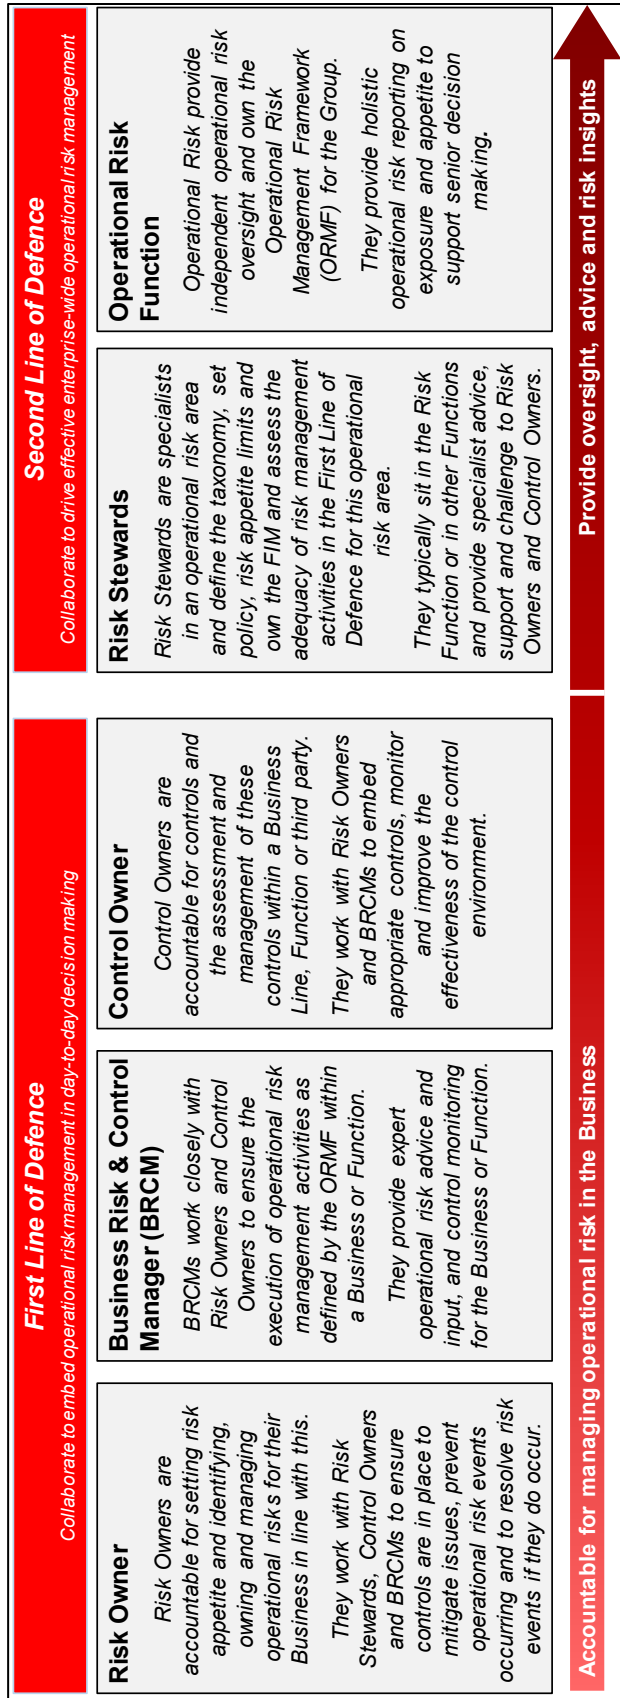 First Line of Defence
Collaborate to embed operational risk management in day-to-day decision making
Second Line of Defence
Collaborate to drive effective enterprise-wide operational risk management
Risk Owner
Risk Owners are
accountable for setting risk
appetite and identifying,
owning and managing
operational risks for their
Business in line with this.
They work with Risk
Stewards, Control Owners
and BRCMs to ensure
controls are in place to
mitigate issues, prevent
operational risk events
occurring and to resolve risk
events if they do occur.
Business Risk & Control
Manager (BRCM)
BRCMs work closely with
Risk Owners and Control
Owners to ensure the
execution of operational risk
management activities as
defined by the ORMF within
a Business or Function.
They provide expert
operational risk advice and
input, and control monitoring
for the Business or Function.
Control Owner
Control Owners are
accountable for controls and
the assessment and
management of these
controls within a Business
Line, Function or third party.
They work with Risk Owners
and BRCMs to embed
appropriate controls, monitor
and improve the
effectiveness of the control
environment.
Risk Stewards
Risk Stewards are specialists
in an operational risk area
and define the taxonomy, set
policy, risk appetite limits and
own the FIM and assess the
adequacy of risk management
activities in the First Line of
Defence for this operational
risk area.
They typically sit in the Risk
Function or in other Functions
and provide specialist advice,
support and challenge to Risk
Owners and Control Owners.
Operational Risk
Function
Operational Risk provide
independent operational risk
oversight and own the
Operational Risk
Management Framework
(ORMF) for the Group.
They provide holistic
operational risk reporting on
exposure and appetite to
support senior decision
making.
Accountable for managing operational risk in the Business
Provide oversight, advice and risk insights